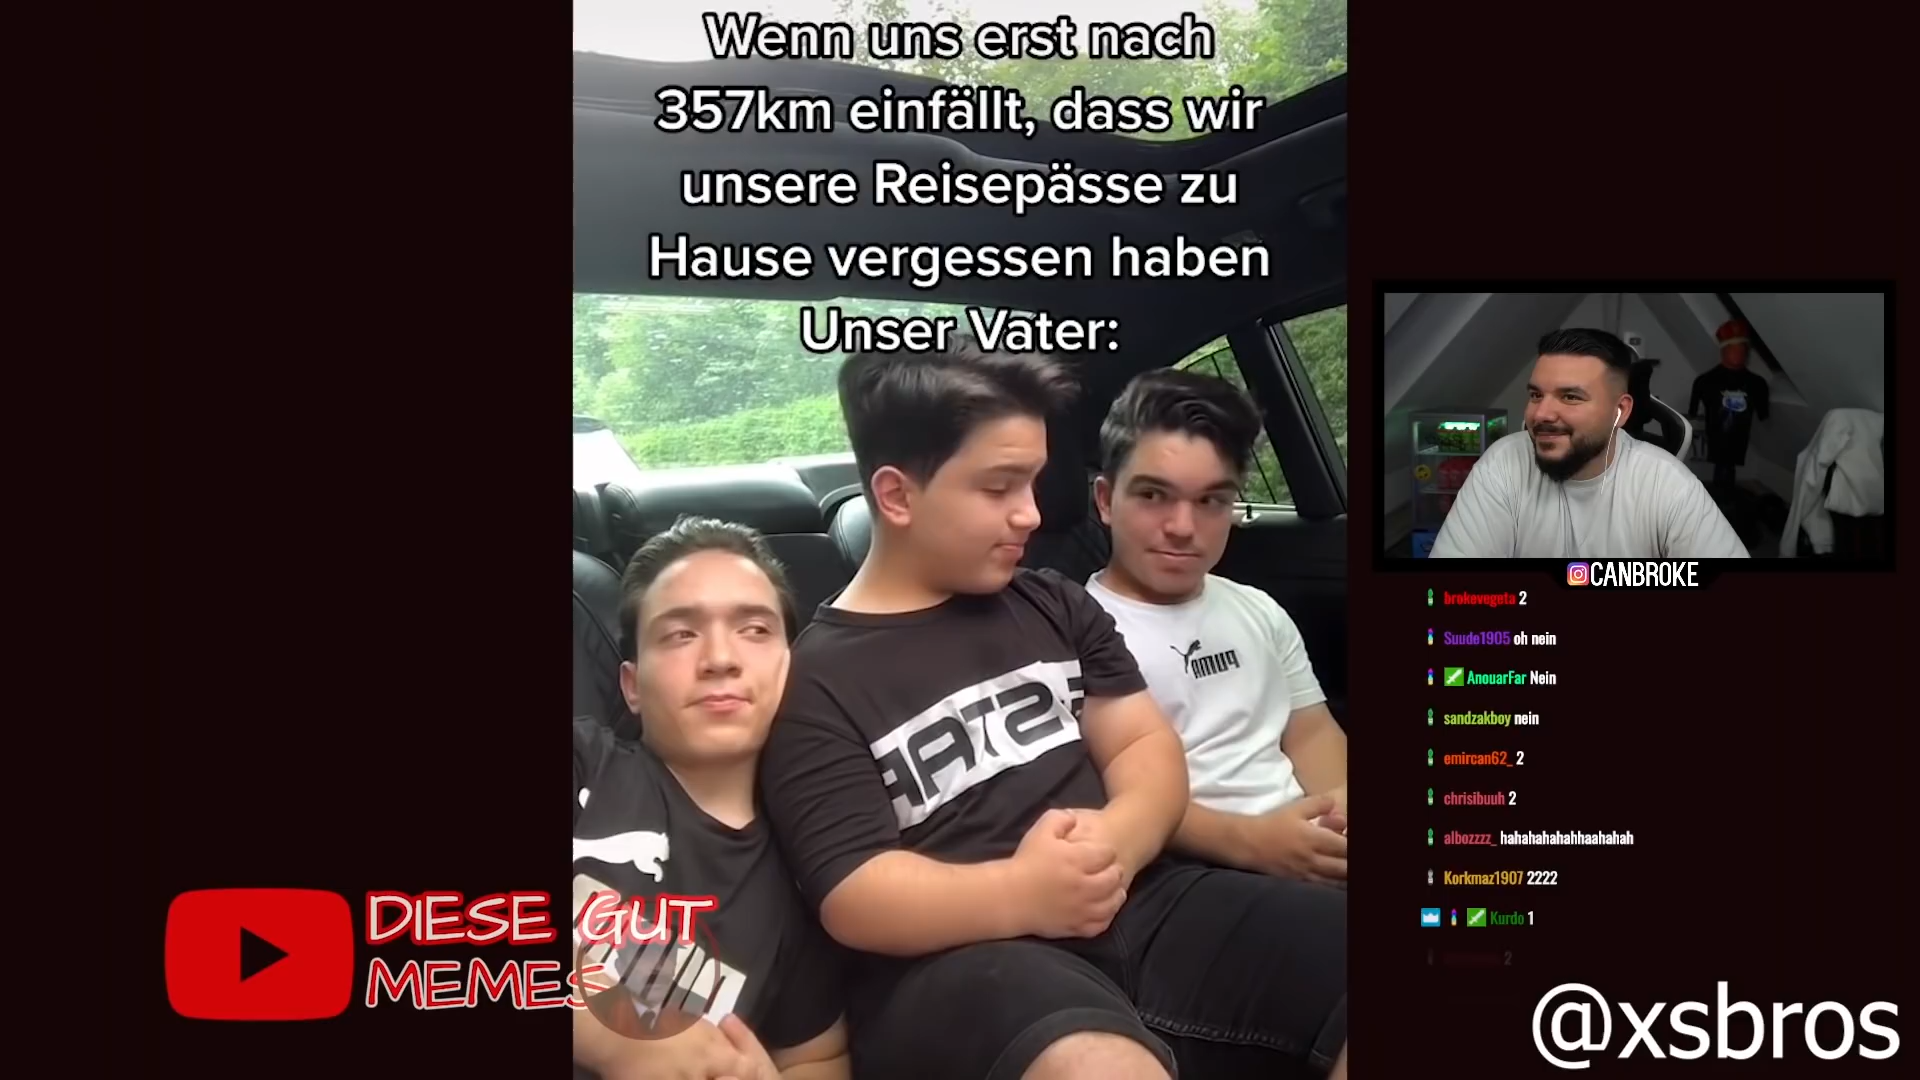 Wenn uns erst nach
357km einfällt, dass wir
unsere Reisepässe zu
Hause vergessen haben
Unser Vater:
PUMA
DIESE GUT
MEMES
CANBROKE
brokevegeta 2
Suude1905 oh nein
AnouarFar Nein
sandzakboy nein
emircan62_ 2
chrisibuuh 2
albozzzz_ hahahahahahhaahahah
Korkmaz1907 2222
Kurdo 1
2
@xsbros